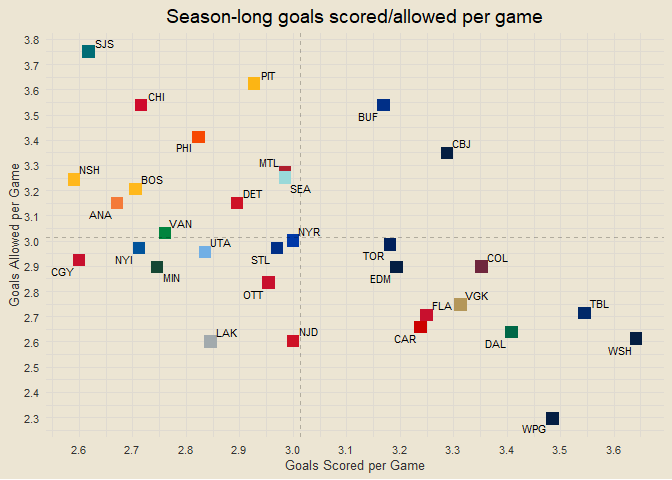 Season-long goals scored/allowed per game
Goals Allowed per Game
3.8
3.7
3.6
3.5
3.4
3.3
3.2
3.1
3.0
2.9
2.8
2.7
2.6
2.5
2.4
2.3
SJS
PIT
CHI
BUF
PHI
CBJ
MTL
NSH
BOS
SEA
DET
ANA
VAN
NYR
UTA
NYI
STL
TOR
CGY
MIN
EDM
COL
OTT
FLA
VGK
TBL
LAK
NJD
CAR
DAL
WSH
WPG
2.6 2.7 2.8 2.9 3.0 3.2 3.3 3.4 3.5 3.6
Goals Scored per Game